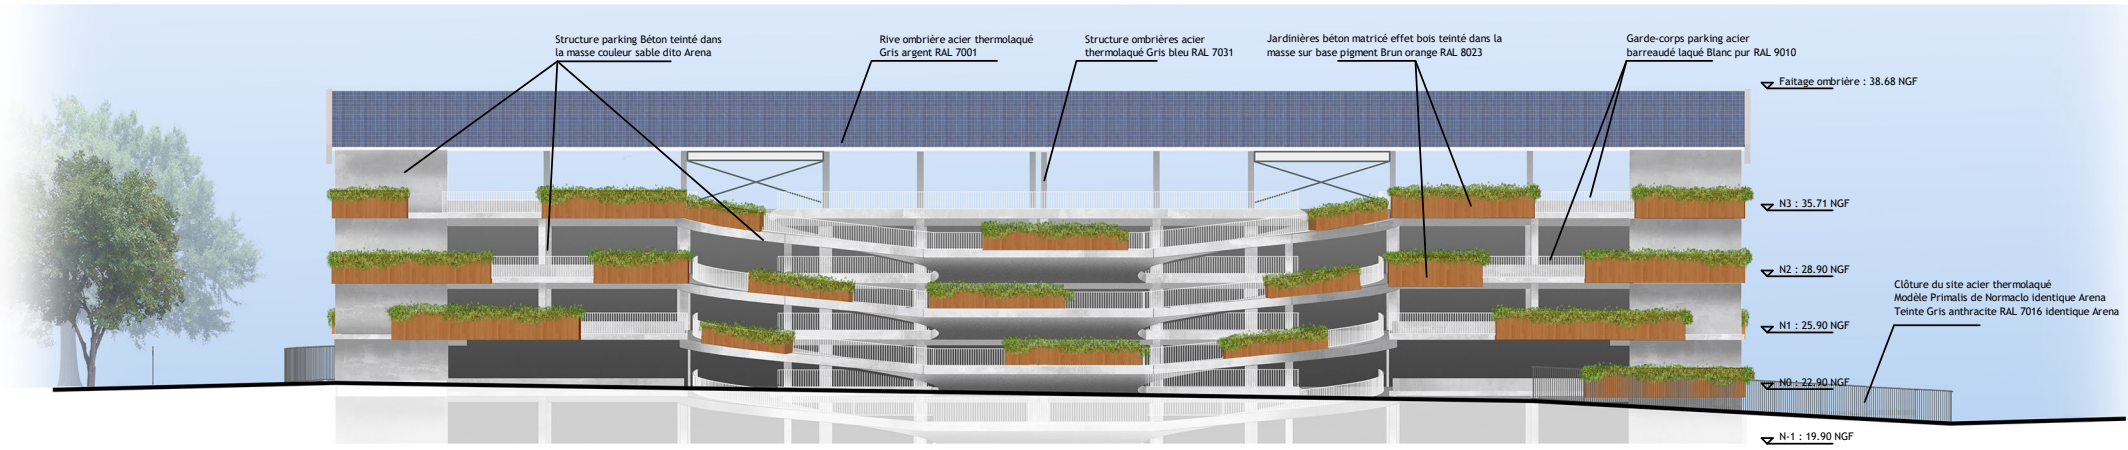 Structure parking Béton teinté dans
la masse couleur sable dito Arena
Rive ombrière acier thermolaqué
Gris argent RAL 7001
Structure ombrières acier
thermolaqué Gris bleu RAL 7031
Jardinières béton matricé effet bois teinté dans la
masse sur base pigment Brun orange RAL 8023
Garde-corps parking acier
barreaudé laqué Blanc pur RAL 9010
Faitage ombrière : 38.68 NGF
N3 : 35.71 NGF
N2 : 28.90 NGF
Clôture du site acier thermolaqué
Modèle Primalis de Normaclo identique Arena
Teinte Gris anthracite RAL 7016 identique Arena
N1 : 25.90 NGF
N0 : 22.90 NGF
N-1 : 19.90 NGF